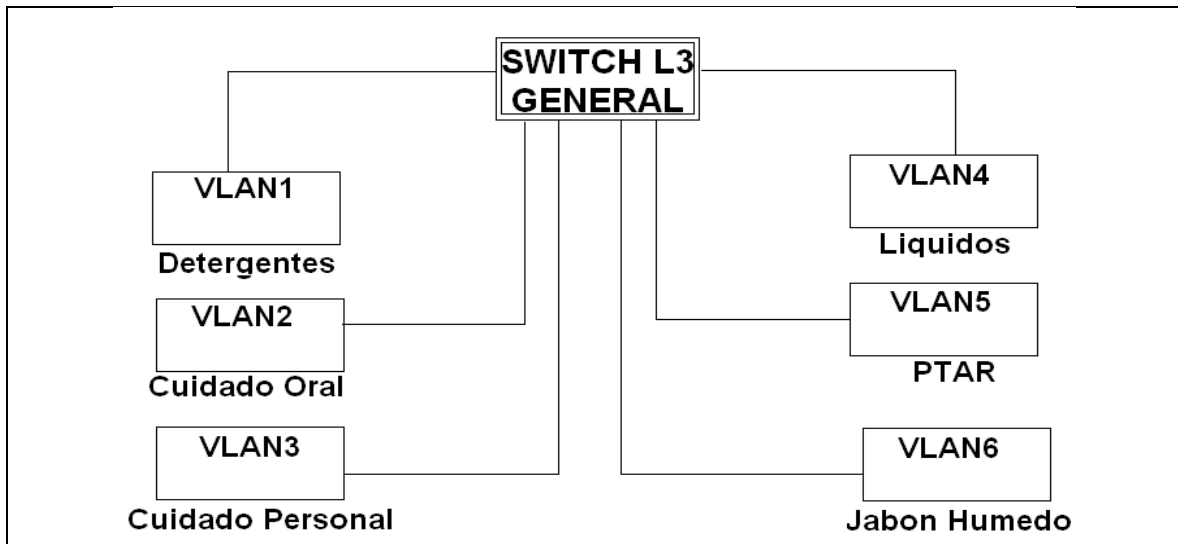 SWITCH L3
GENERAL
VLAN1
Detergentes
VLAN2
Cuidado Oral
VLAN3
Cuidado Personal
VLAN4
Liquidos
VLAN5
PTAR
VLAN6
Jabon Humedo